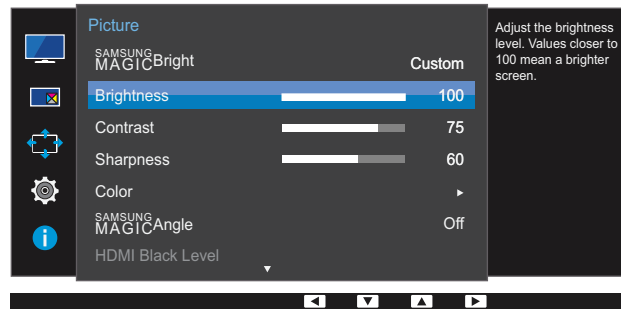 Picture
SAMSUNG
MAGICBright Custom
Brightness 100
Contrast 75
Sharpness 60
Color
SAMSUNG
MAGICAngle Off
HDMI Black Level
Adjust the brightness
level. Values closer to
100 mean a brighter
screen.
i